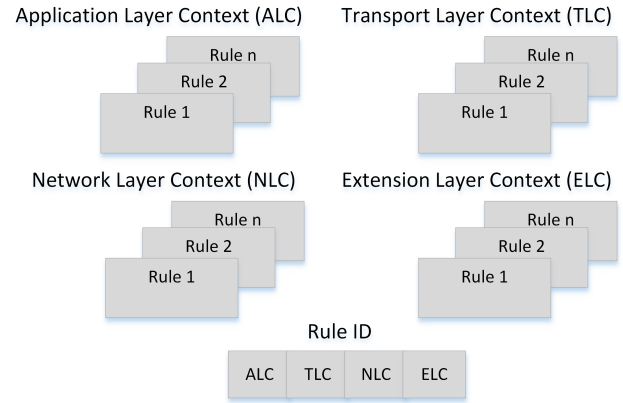 Application Layer Context (ALC)
Rule n
Rule 2
Rule 1
Transport Layer Context (TLC)
Rule n
Rule 2
Rule 1
Network Layer Context (NLC)
Rule n
Rule 2
Rule 1
Extension Layer Context (ELC)
Rule n
Rule 2
Rule 1
Rule ID
ALC TLC NLC ELC